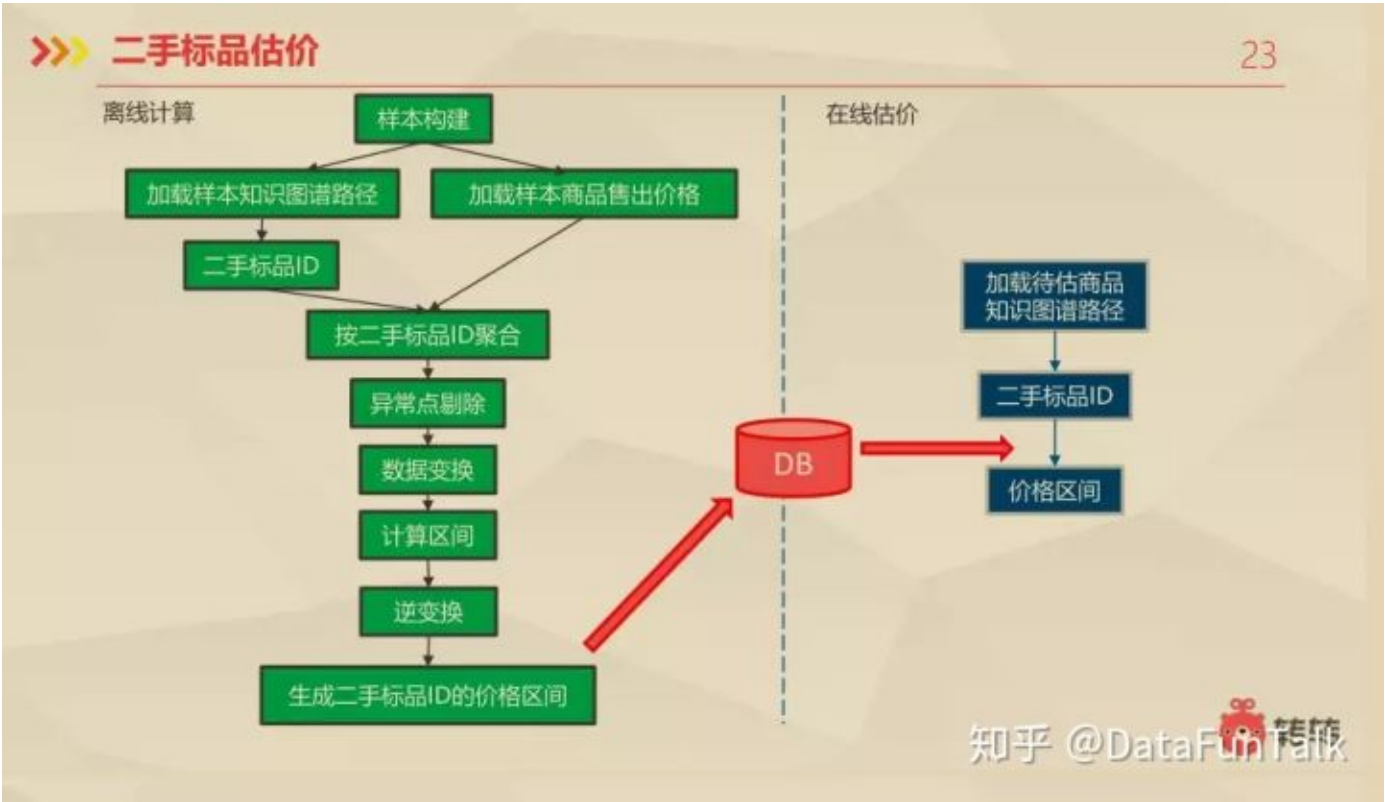 二手标品估价
23
离线计算
在线估价
样本构建
加载样本知识图谱路径
加载样本商品售出价格
二手标品ID
按二手标品ID聚合
异常点剔除
数据变换
计算区间
逆变换
生成二手标品ID的价格区间
DB
加载待估商品
知识图谱路径
二手标品ID
价格区间
转转
知乎 @DataFunTalk